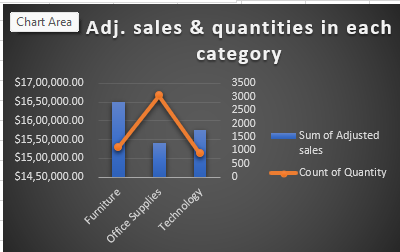 Chart Area
Adj. sales & quantities in each
category
$17,00,000.00
$16,50,000.00
$16,00,000.00
$15,50,000.00
$15,00,000.00
$14,50,000.00
3500
3000
2500
2000
1500
1000
500
0
Furniture
Office Supplies
Technology
Sum of Adjusted
sales
Count of Quantity